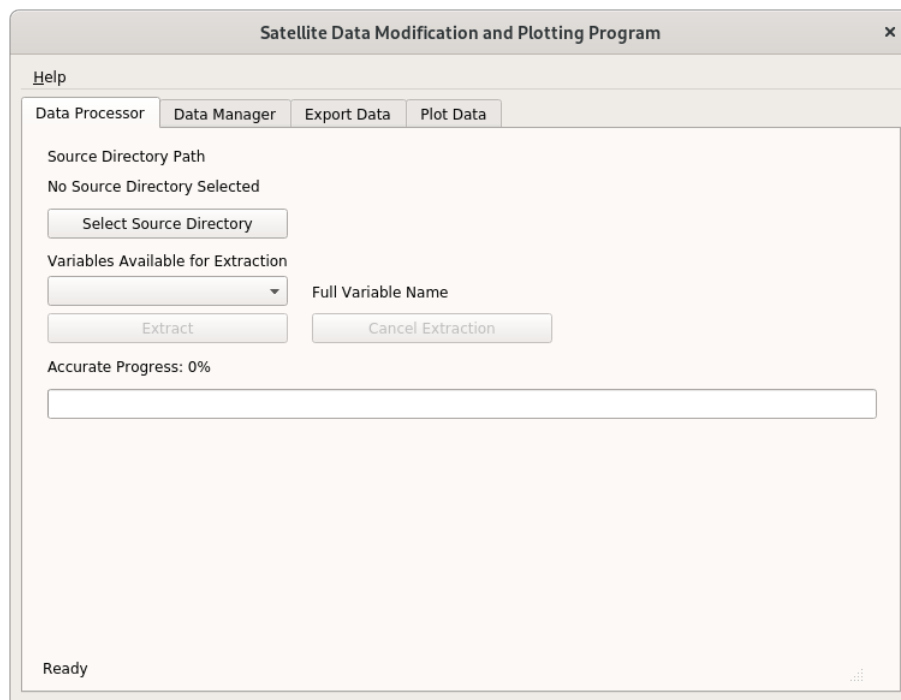 Satellite Data Modification and Plotting Program ×
Help
Data Processor Data Manager Export Data Plot Data
Source Directory Path
No Source Directory Selected
Select Source Directory
Variables Available for Extraction
Full Variable Name
Extract Cancel Extraction
Accurate Progress: 0%
Ready